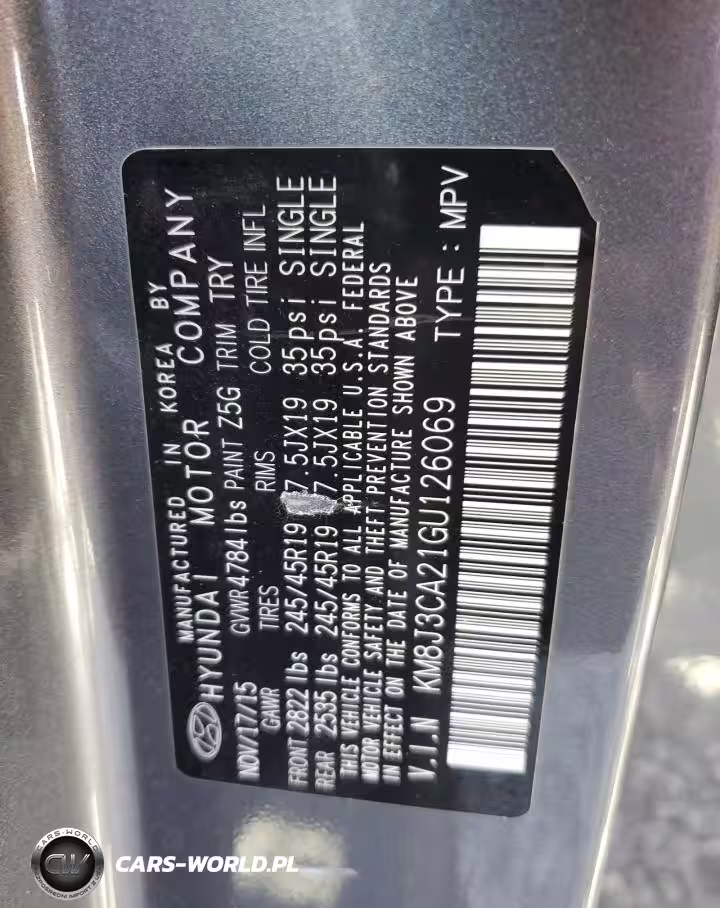 MANUFACTURED IN KOREA BY
HYUNDAI MOTOR COMPANY
NOV/17/15 GVWR 4784 lbs PAINT Z5G TRIM TRY
GAWR TIRES RIMS COLD TIRE INFL
FRONT 2822 lbs 245/45R19 7.5JX19 35psi SINGLE
REAR 2535 lbs 245/45R19 7.5JX19 35psi SINGLE
THIS VEHICLE CONFORMS TO ALL APPLICABLE U.S.A. FEDERAL
MOTOR VEHICLE SAFETY AND THEFT PREVENTION STANDARDS
IN EFFECT ON THE DATE OF MANUFACTURE SHOWN ABOVE
V.I.N KM8J3CA21GU126069 TYPE : MPV
CARS-WORLD
CW
CARS-WORLD.PL